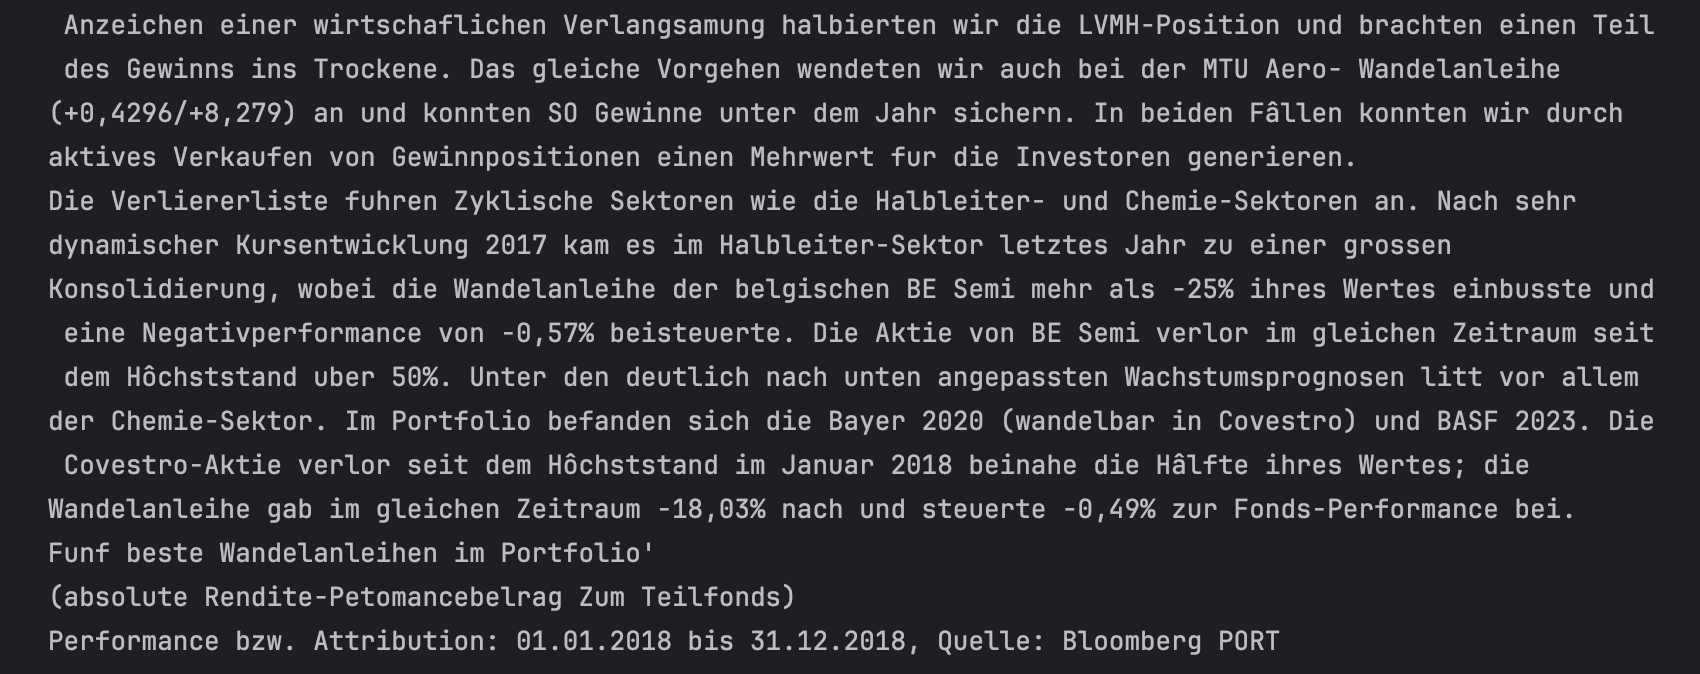 Anzeichen einer wirtschaflichen Verlangsamung halbierten wir die LVMH-Position und brachten einen Teil
des Gewinns ins Trockene. Das gleiche Vorgehen wendeten wir auch bei der MTU Aero- Wandelanleihe
(+0,4296/+8,279) an und konnten SO Gewinne unter dem Jahr sichern. In beiden Fâllen konnten wir durch
aktives Verkaufen von Gewinnpositionen einen Mehrwert fur die Investoren generieren.
Die Verliererliste fuhren Zyklische Sektoren wie die Halbleiter- und Chemie-Sektoren an. Nach sehr
dynamischer Kursentwicklung 2017 kam es im Halbleiter-Sektor letztes Jahr zu einer grossen
Konsolidierung, wobei die Wandelanleihe der belgischen BE Semi mehr als -25% ihres Wertes einbusste und
eine Negativperformance von -0,57% beisteuerte. Die Aktie von BE Semi verlor im gleichen Zeitraum seit
dem Hôchststand uber 50%. Unter den deutlich nach unten angepassten Wachstumsprognosen litt vor allem
der Chemie-Sektor. Im Portfolio befanden sich die Bayer 2020 (wandelbar in Covestro) und BASF 2023. Die
Covestro-Aktie verlor seit dem Hôchststand im Januar 2018 beinahe die Hâlfte ihres Wertes; die
Wandelanleihe gab im gleichen Zeitraum -18,03% nach und steuerte -0,49% zur Fonds-Performance bei.
Funf beste Wandelanleihen im Portfolio'
(absolute Rendite-Petomancebelrag Zum Teilfonds)
Performance bzw. Attribution: 01.01.2018 bis 31.12.2018, Quelle: Bloomberg PORT